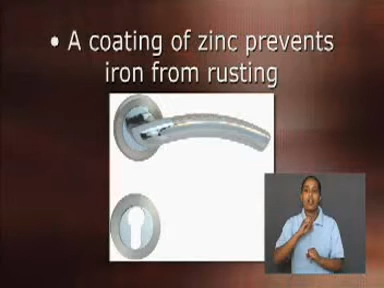 • A coating of zinc prevents
iron from rusting